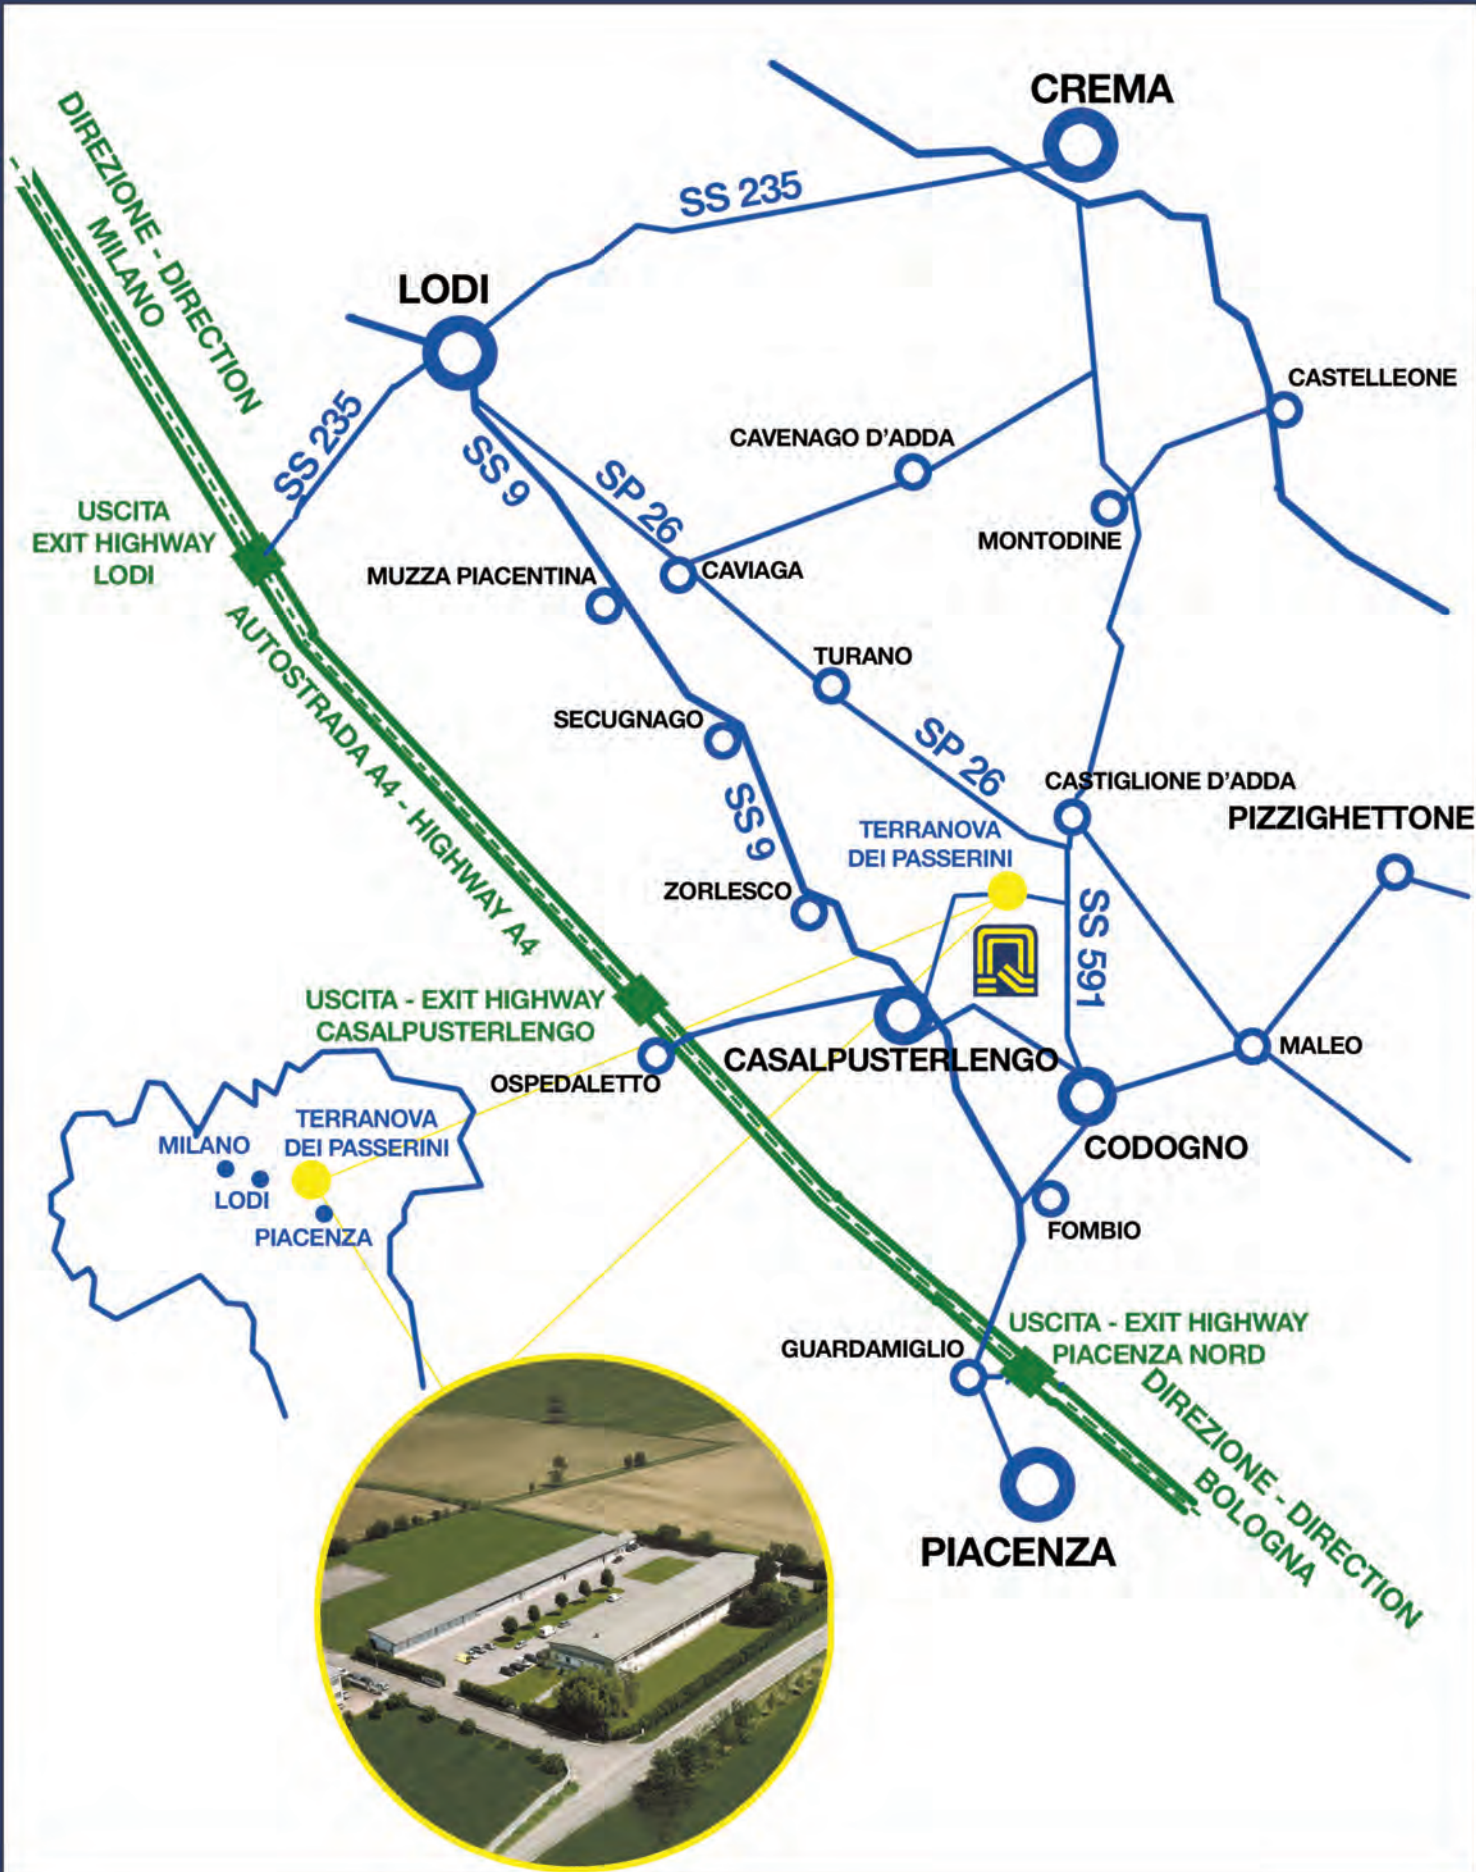 CREMA
DIREZIONE - DIRECTION
MILANO
SS 235
LODI
CASTELLEONE
SS 235
CAVENAGO D'ADDA
SS 9
SP 26
USCITA
EXIT HIGHWAY
LODI
MONTODINE
MUZZA PIACENTINA
CAVIAGA
AUTOSTRADA A4 - HIGHWAY A4
TURANO
SECUGNAGO
SP 26
CASTIGLIONE D'ADDA
PIZZIGHETTONE
SS 9
TERRANOVA
DEI PASSERINI
ZORLESCO
SS 591
USCITA - EXIT HIGHWAY
CASALPUSTERLENGO
CASALPUSTERLENGO
MALEO
OSPEDALETTO
TERRANOVA
DEI PASSERINI
MILANO
LODI
PIACENZA
CODOGNO
FOMBIO
USCITA - EXIT HIGHWAY
PIACENZA NORD
GUARDAMIGLIO
DIREZIONE - DIRECTION
BOLOGNA
PIACENZA